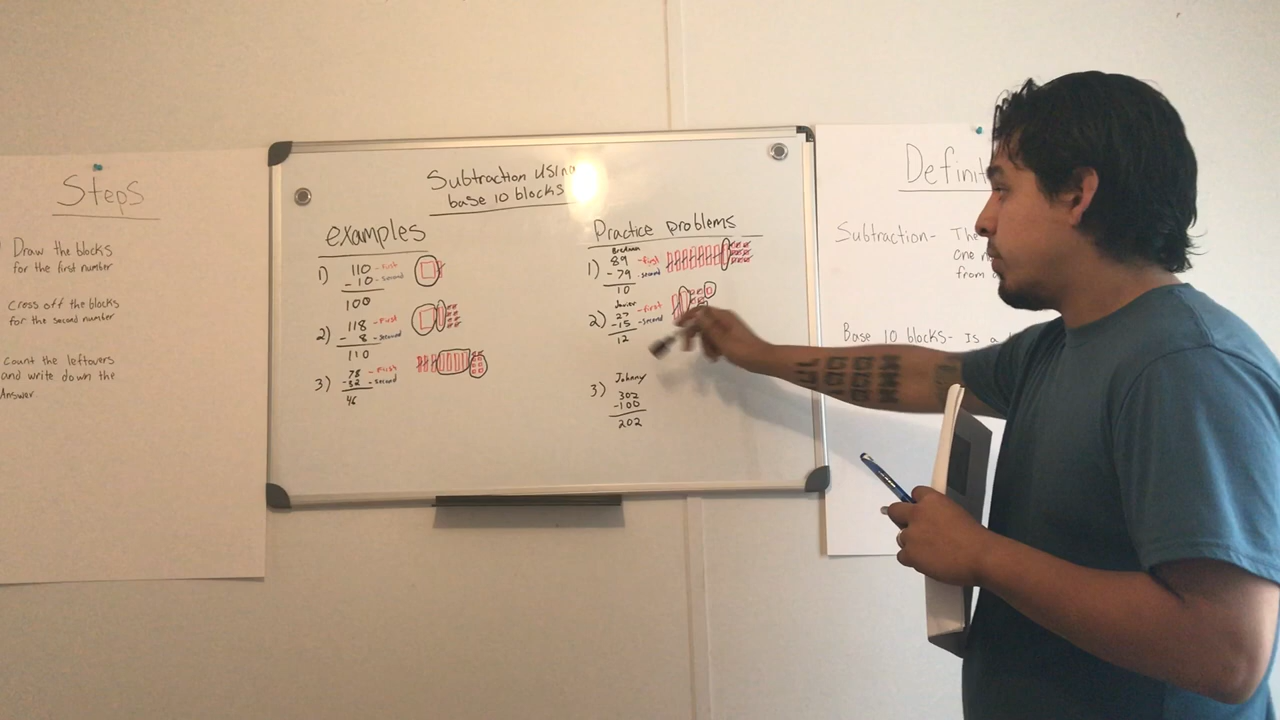 Steps
Draw the blocks
for the first number
cross off the blocks
for the second number
count the leftovers
and write down the
Answer
Subtraction Using
base 10 blocks
examples
1) 110 - First
- 10 - second
100
2) 118 - First
- 8 - second
110
3) 78 - First
- 32 - second
46
Practice problems
1) 89 - first
- 79 - second
10
Javier
2) 27 - first
- 15 - second
12
Johnny
3) 302
- 100
202
Subtraction- The
one
from a
Base 10 blocks- Is a